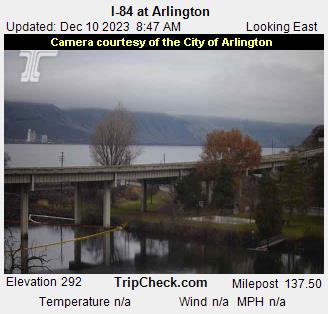 I-84 at Arlington
Updated: Dec 10 2023 8:47 AM Looking East
Camera courtesy of the City of Arlington
Elevation 292 TripCheck.com Milepost 137.50
Temperature n/a Wind n/a MPH n/a